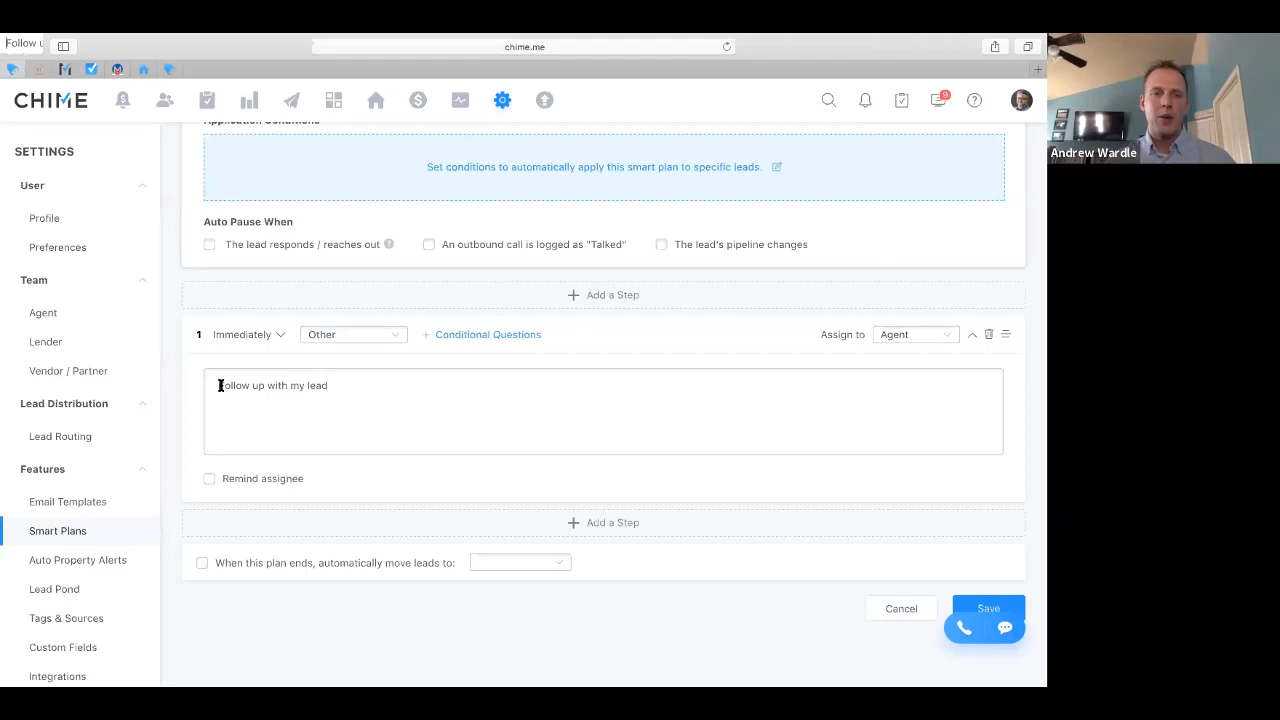 Follow u
chime.me
CHIME
9
Andrew Wardle
SETTINGS
User
Profile
Preferences
Team
Agent
Lender
Vendor / Partner
Lead Distribution
Lead Routing
Features
Email Templates
Smart Plans
Auto Property Alerts
Lead Pond
Tags & Sources
Custom Fields
Integrations
Application Conditions
Set conditions to automatically apply this smart plan to specific leads.
Auto Pause When
The lead responds / reaches out ?
An outbound call is logged as "Talked"
The lead's pipeline changes
+ Add a Step
1 Immediately Other + Conditional Questions Assign to Agent
Follow up with my lead
Remind assignee
+ Add a Step
When this plan ends, automatically move leads to:
Cancel Save